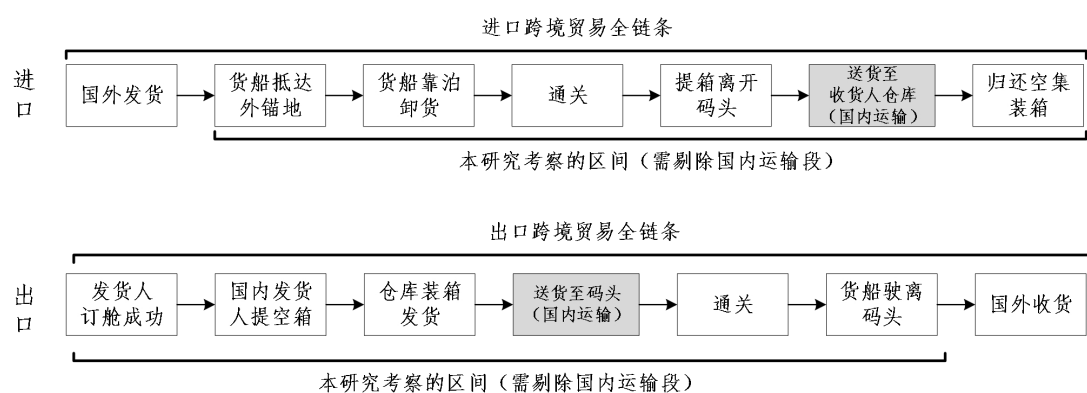 进口跨境贸易全链条
进
口
国外发货
货船抵达
外锚地
货船靠泊
卸货
通关
提箱离开
码头
送货至
收货人仓库
（国内运输）
归还空集
装箱
本研究考察的区间（需剔除国内运输段）
出口跨境贸易全链条
出
口
发货人
订舱成功
国内发货
人提空箱
仓库装箱
发货
送货至码头
（国内运输）
通关
货船驶离
码头
国外收货
本研究考察的区间（需剔除国内运输段）